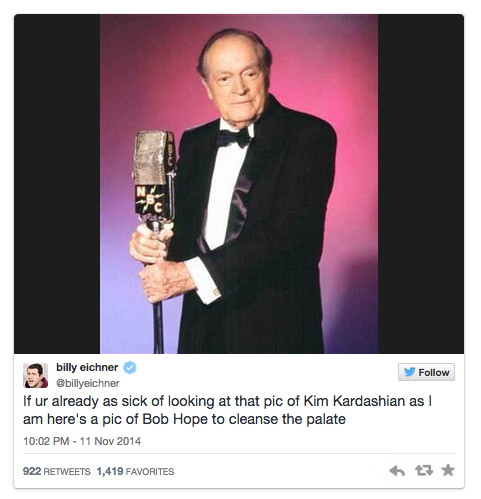 NBC
NBC
billy eichner
@billyeichner
Follow
If ur already as sick of looking at that pic of Kim Kardashian as I
am here's a pic of Bob Hope to cleanse the palate
10:02 PM - 11 Nov 2014
922 RETWEETS 1,419 FAVORITES